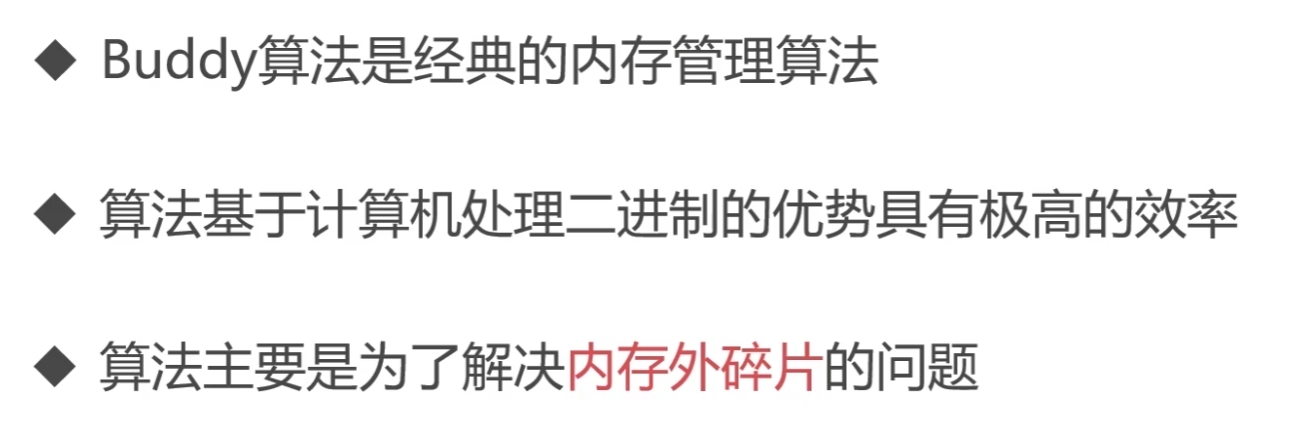 ◆ Buddy算法是经典的内存管理算法
◆ 算法基于计算机处理二进制的优势具有极高的效率
◆ 算法主要是为了解决内存外碎片的问题